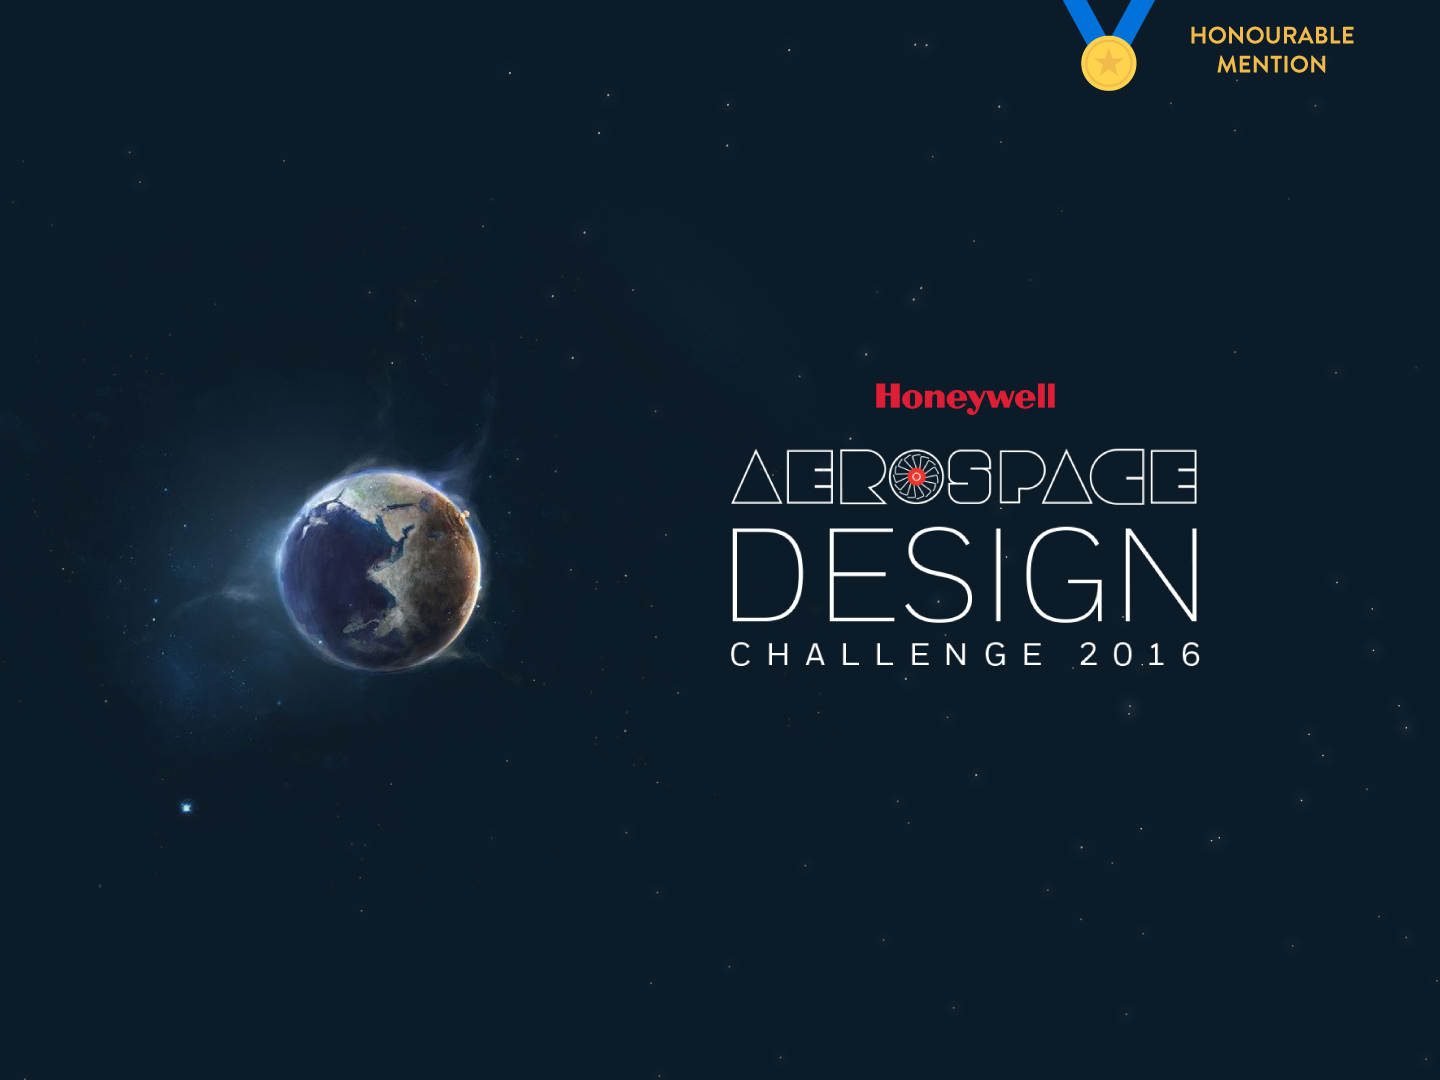 HONOURABLE
MENTION
Honeywell
AEROSPACE
DESIGN
CHALLENGE 2016